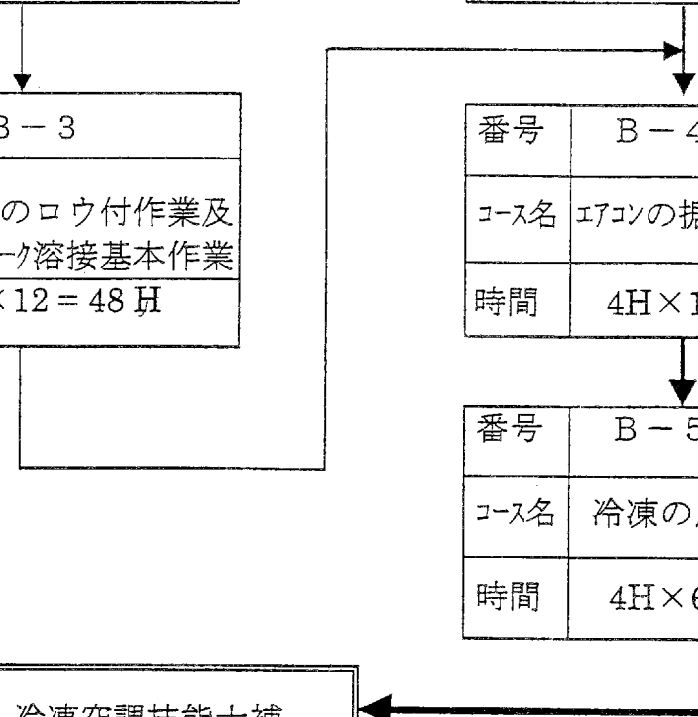 B－3
のロウ付作業及
ーク溶接基本作業
×12＝48 H
番号 B－4
コース名 エアコンの据
時間 4H×1
番号 B－5
コース名 冷凍の
時間 4H×6
冷凍空調技能士補